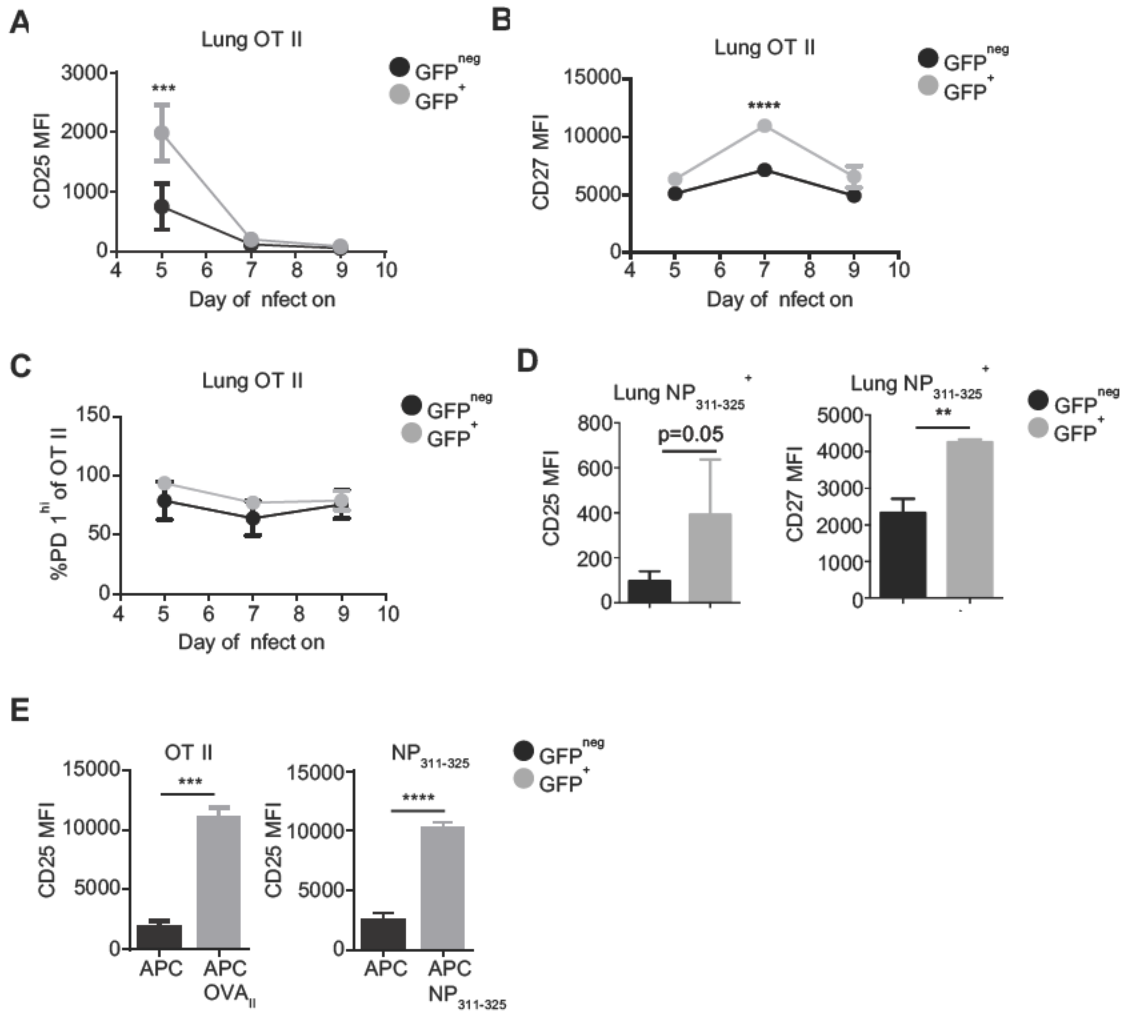 A
Lung OT II
3000
2000
1000
0
CD25 MFI
***
4 5 6 7 8 9 10
Day of nfect on
GFPneg
GFP+
B
Lung OT II
15000
10000
5000
0
CD27 MFI
****
4 5 6 7 8 9 10
Day of nfect on
GFPneg
GFP+
C
Lung OT II
150
100
50
0
%PD 1hi of OT II
4 5 6 7 8 9 10
Day of nfect on
GFPneg
GFP+
D
Lung NP311-325+
800
600
400
200
0
CD25 MFI
p=0.05
Lung NP311-325+
5000
4000
3000
2000
1000
0
CD27 MFI
**
GFPneg
GFP+
E
OT II
15000
10000
5000
0
CD25 MFI
***
APC APC
OVAII
NP311-325
15000
10000
5000
0
CD25 MFI
****
APC APC
NP311-325
GFPneg
GFP+